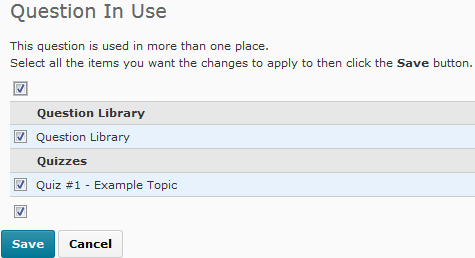 Question In Use
This question is used in more than one place.
Select all the items you want the changes to apply to then click the Save button.
Question Library
Question Library
Quizzes
Quiz #1 - Example Topic
Save Cancel